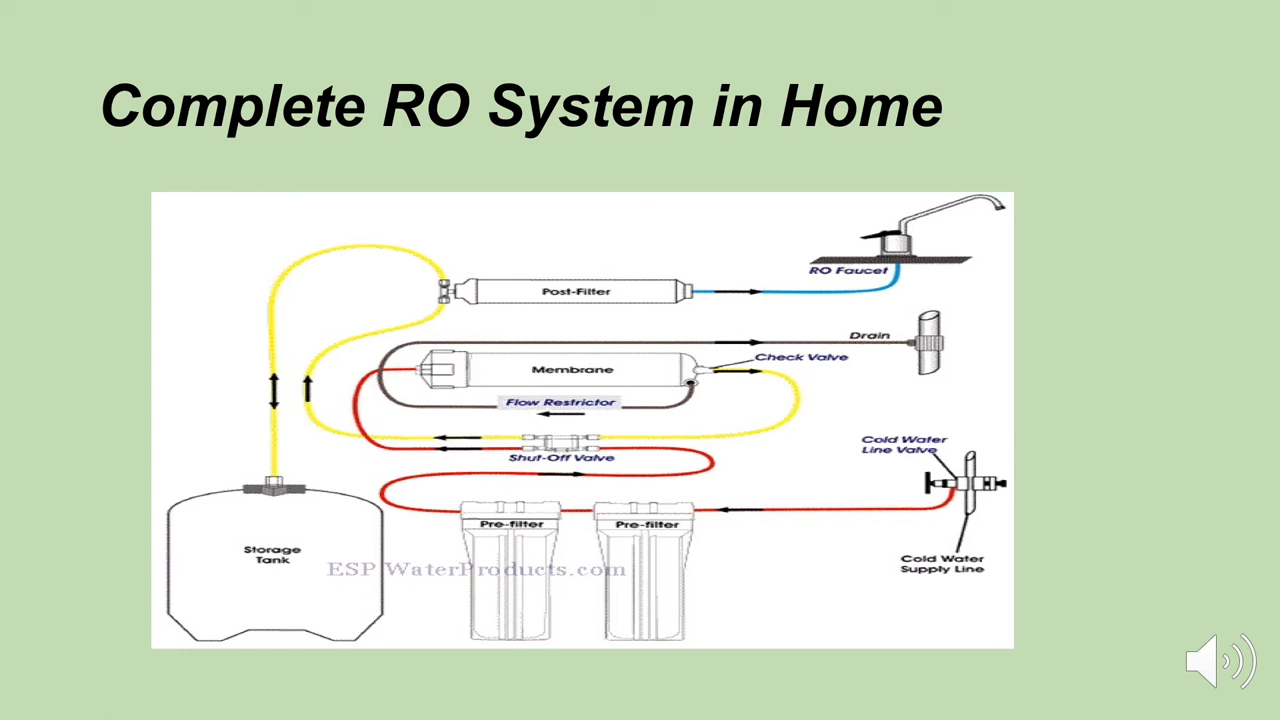 Complete RO System in Home
RO Faucet
Post-Filter
Drain
Check Valve
Membrane
Flow Restrictor
Cold Water
Line Valve
Shut-Off Valve
Pre-filter
Pre-filter
Storage
Tank
Cold Water
Supply Line
ESP WaterProducts.com